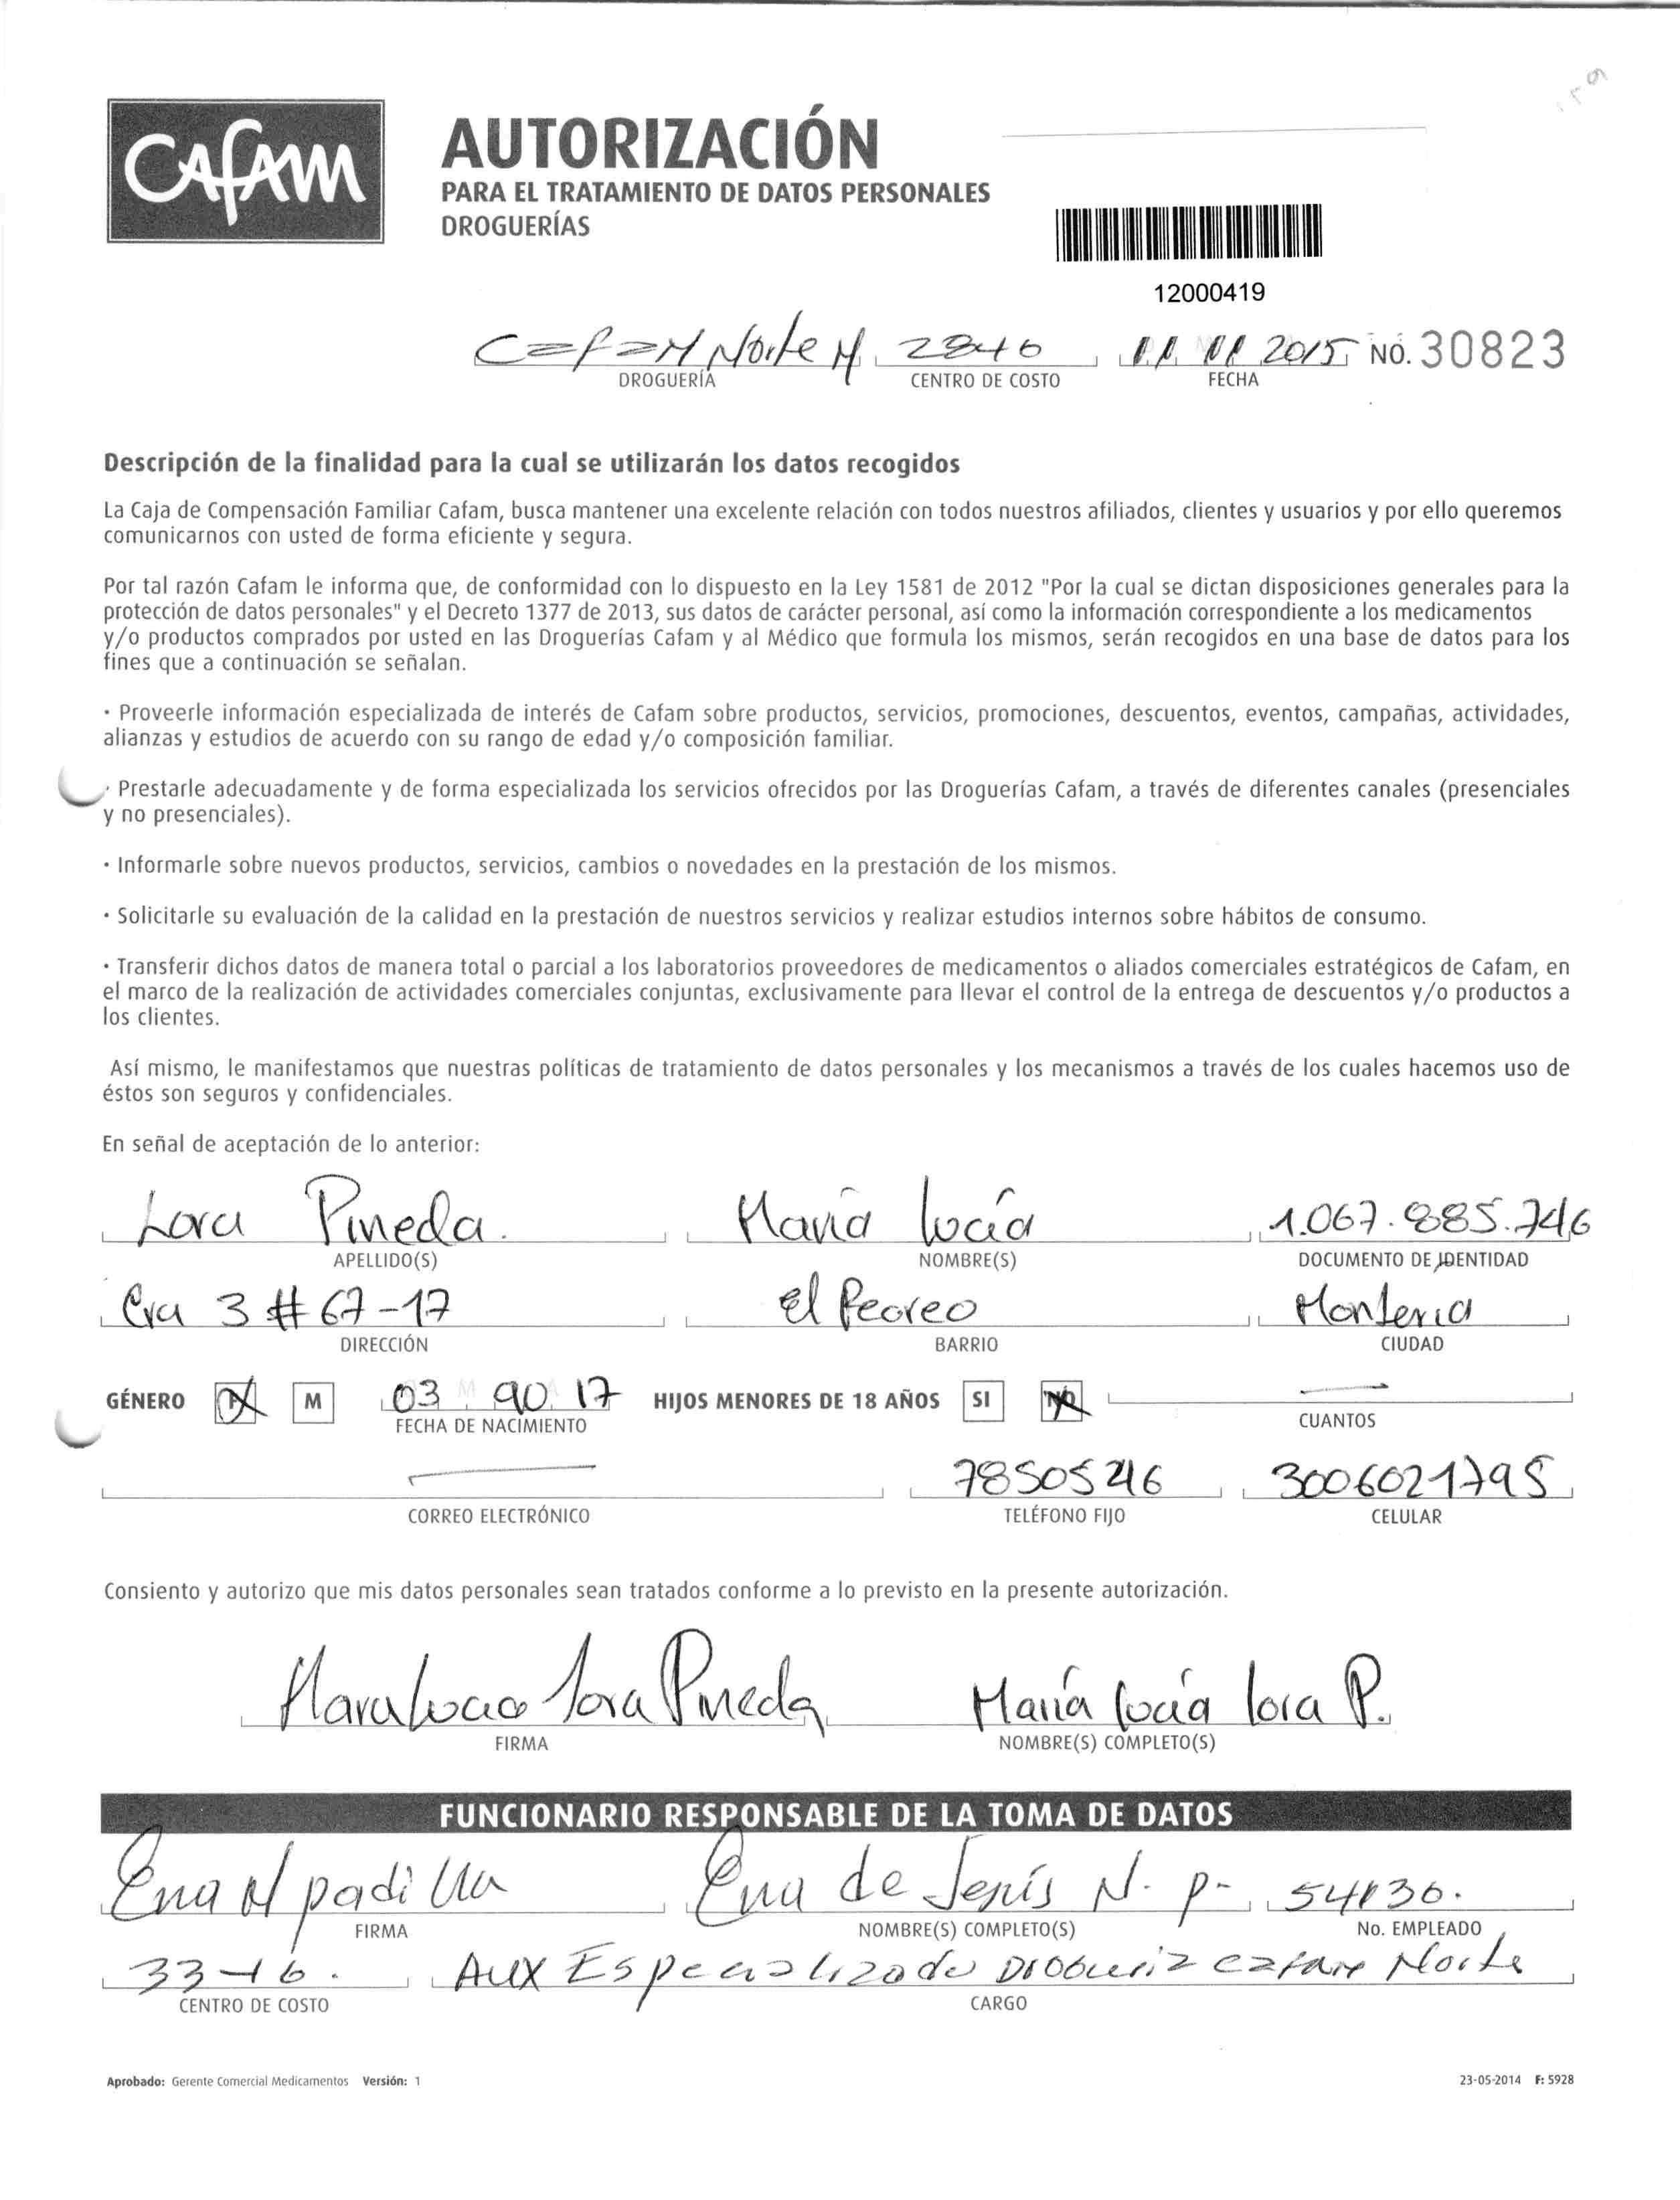 Cafam
AUTORIZACIÓN
PARA EL TRATAMIENTO DE DATOS PERSONALES
DROGUERÍAS
12000419
Norte M 11 11 2015 NO. 30823
DROGUERÍA CENTRO DE COSTO FECHA
Descripción de la finalidad para la cual se utilizarán los datos recogidos
La Caja de Compensación Familiar Cafam, busca mantener una excelente relación con todos nuestros afiliados, clientes y usuarios y por ello queremos
comunicarnos con usted de forma eficiente y segura.
Por tal razón Cafam le informa que, de conformidad con lo dispuesto en la Ley 1581 de 2012 "Por la cual se dictan disposiciones generales para la
protección de datos personales" y el Decreto 1377 de 2013, sus datos de carácter personal, así como la información correspondiente a los medicamentos
y/o productos comprados por usted en las Droguerías Cafam y al Médico que formula los mismos, serán recogidos en una base de datos para los
fines que a continuación se señalan.
· Proveerle información especializada de interés de Cafam sobre productos, servicios, promociones, descuentos, eventos, campañas, actividades,
alianzas y estudios de acuerdo con su rango de edad y/o composición familiar.
· Prestarle adecuadamente y de forma especializada los servicios ofrecidos por las Droguerías Cafam, a través de diferentes canales (presenciales
y no presenciales).
· Informarle sobre nuevos productos, servicios, cambios o novedades en la prestación de los mismos.
· Solicitarle su evaluación de la calidad en la prestación de nuestros servicios y realizar estudios internos sobre hábitos de consumo.
· Transferir dichos datos de manera total o parcial a los laboratorios proveedores de medicamentos o aliados comerciales estratégicos de Cafam, en
el marco de la realización de actividades comerciales conjuntas, exclusivamente para llevar el control de la entrega de descuentos y/o productos a
los clientes.
Así mismo, le manifestamos que nuestras políticas de tratamiento de datos personales y los mecanismos a través de los cuales hacemos uso de
éstos son seguros y confidenciales.
En señal de aceptación de lo anterior:
Lora Pineda. María Lucía 1.067.885.746
APELLIDO(S) NOMBRE(S) DOCUMENTO DE IDENTIDAD
Cra 3 # 67-17 El Recreo Montería
DIRECCIÓN BARRIO CIUDAD
GÉNERO F M 03 90 17 HIJOS MENORES DE 18 AÑOS SI NO
FECHA DE NACIMIENTO CUANTOS
7850546 3006021795
CORREO ELECTRÓNICO TELÉFONO FIJO CELULAR
Consiento y autorizo que mis datos personales sean tratados conforme a lo previsto en la presente autorización.
Maria Lucia Lora Pineda María Lucía Lora P.
FIRMA NOMBRE(S) COMPLETO(S)
FUNCIONARIO RESPONSABLE DE LA TOMA DE DATOS
Ena N padilla Ena de Jesús N. p. 54130.
FIRMA NOMBRE(S) COMPLETO(S) No. EMPLEADO
33-16. Aux Especializado Drogueria cafam Norte
CENTRO DE COSTO CARGO
Aprobado: Gerente Comercial Medicamentos Versión: 1 23-05-2014 F: 5928